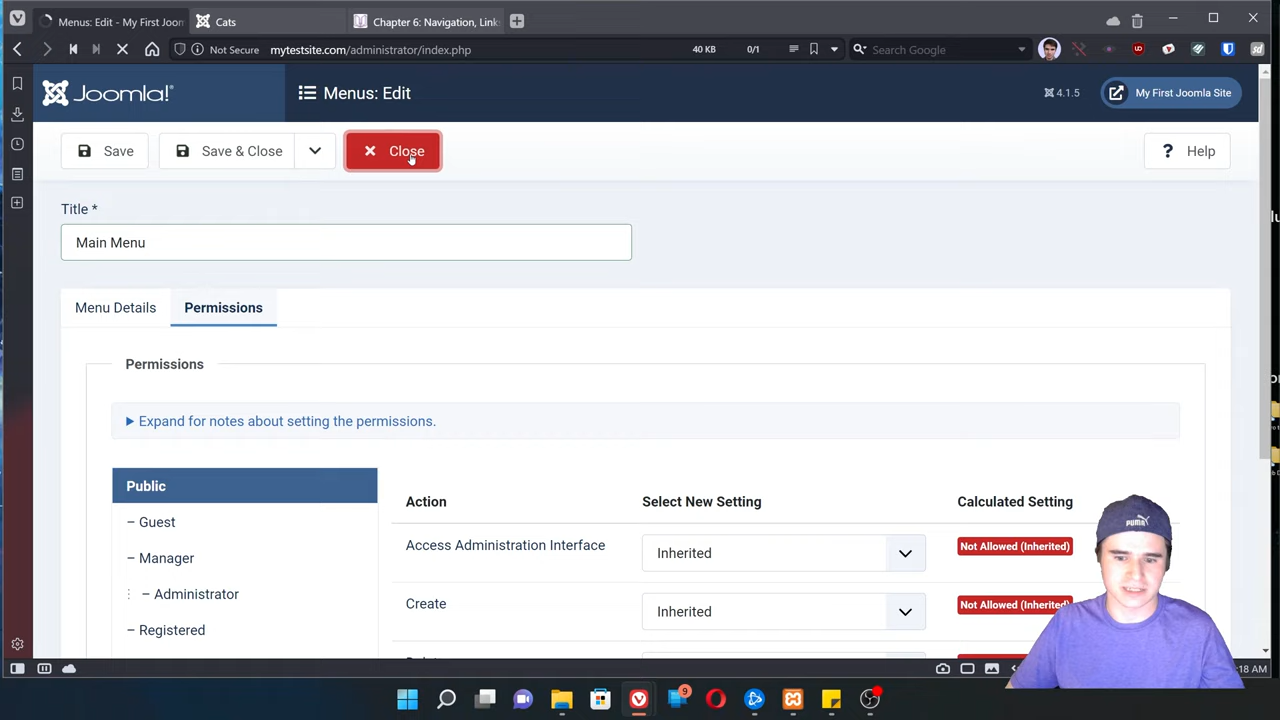 Menus: Edit - My First Joom
Cats
Chapter 6: Navigation, Link
Not Secure
mytestsite.com/administrator/index.php
40 KB
0/1
Search Google
Joomla!
Menus: Edit
4.1.5
My First Joomla Site
Save
Save & Close
Close
Help
Title *
Main Menu
Menu Details
Permissions
Permissions
Expand for notes about setting the permissions.
Public
– Guest
– Manager
– Administrator
– Registered
Action
Select New Setting
Calculated Setting
Access Administration Interface
Inherited
Not Allowed (Inherited)
Create
Inherited
Not Allowed (Inherited)
PUMA
:18 AM
9